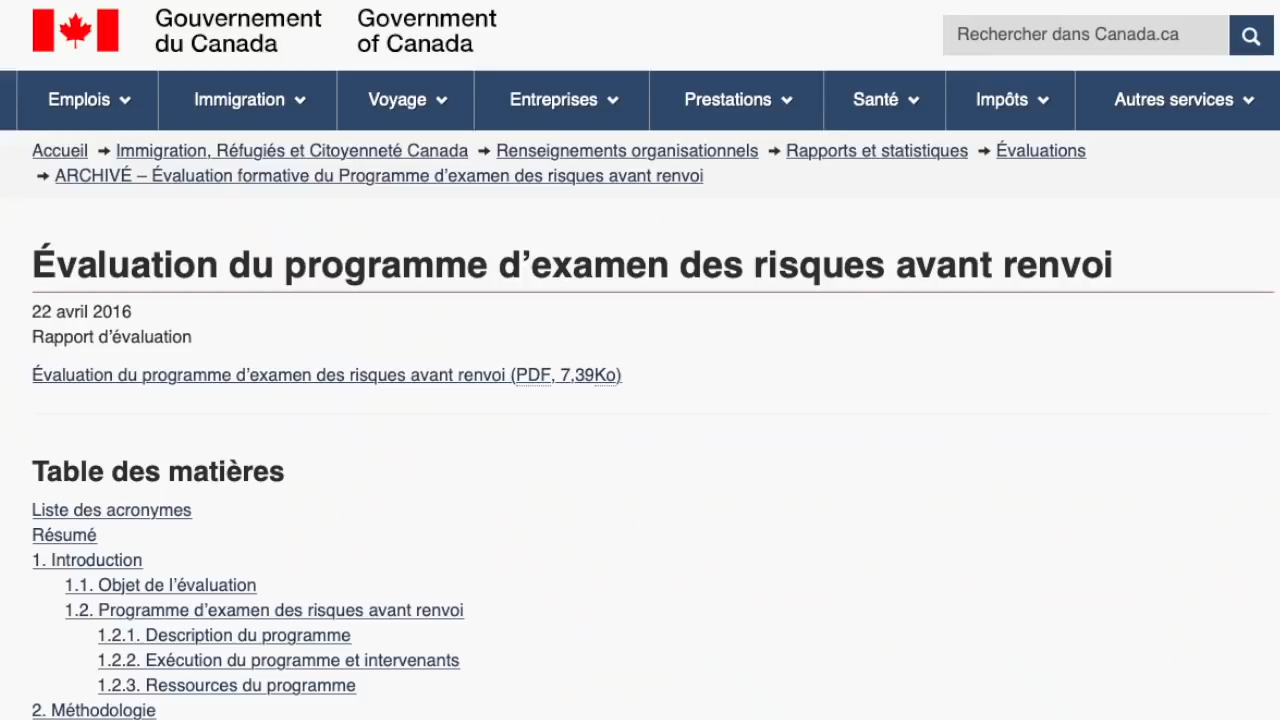 Gouvernement
du Canada
Government
of Canada
Rechercher dans Canada.ca
Emplois Immigration Voyage Entreprises Prestations Santé Impôts Autres services
Accueil ➞ Immigration, Réfugiés et Citoyenneté Canada ➞ Renseignements organisationnels ➞ Rapports et statistiques ➞ Évaluations
➞ ARCHIVÉ – Évaluation formative du Programme d’examen des risques avant renvoi
Évaluation du programme d’examen des risques avant renvoi
22 avril 2016
Rapport d’évaluation
Évaluation du programme d’examen des risques avant renvoi (PDF, 7,39Ko)
Table des matières
Liste des acronymes
Résumé
1. Introduction
1.1. Objet de l’évaluation
1.2. Programme d’examen des risques avant renvoi
1.2.1. Description du programme
1.2.2. Exécution du programme et intervenants
1.2.3. Ressources du programme
2. Méthodologie